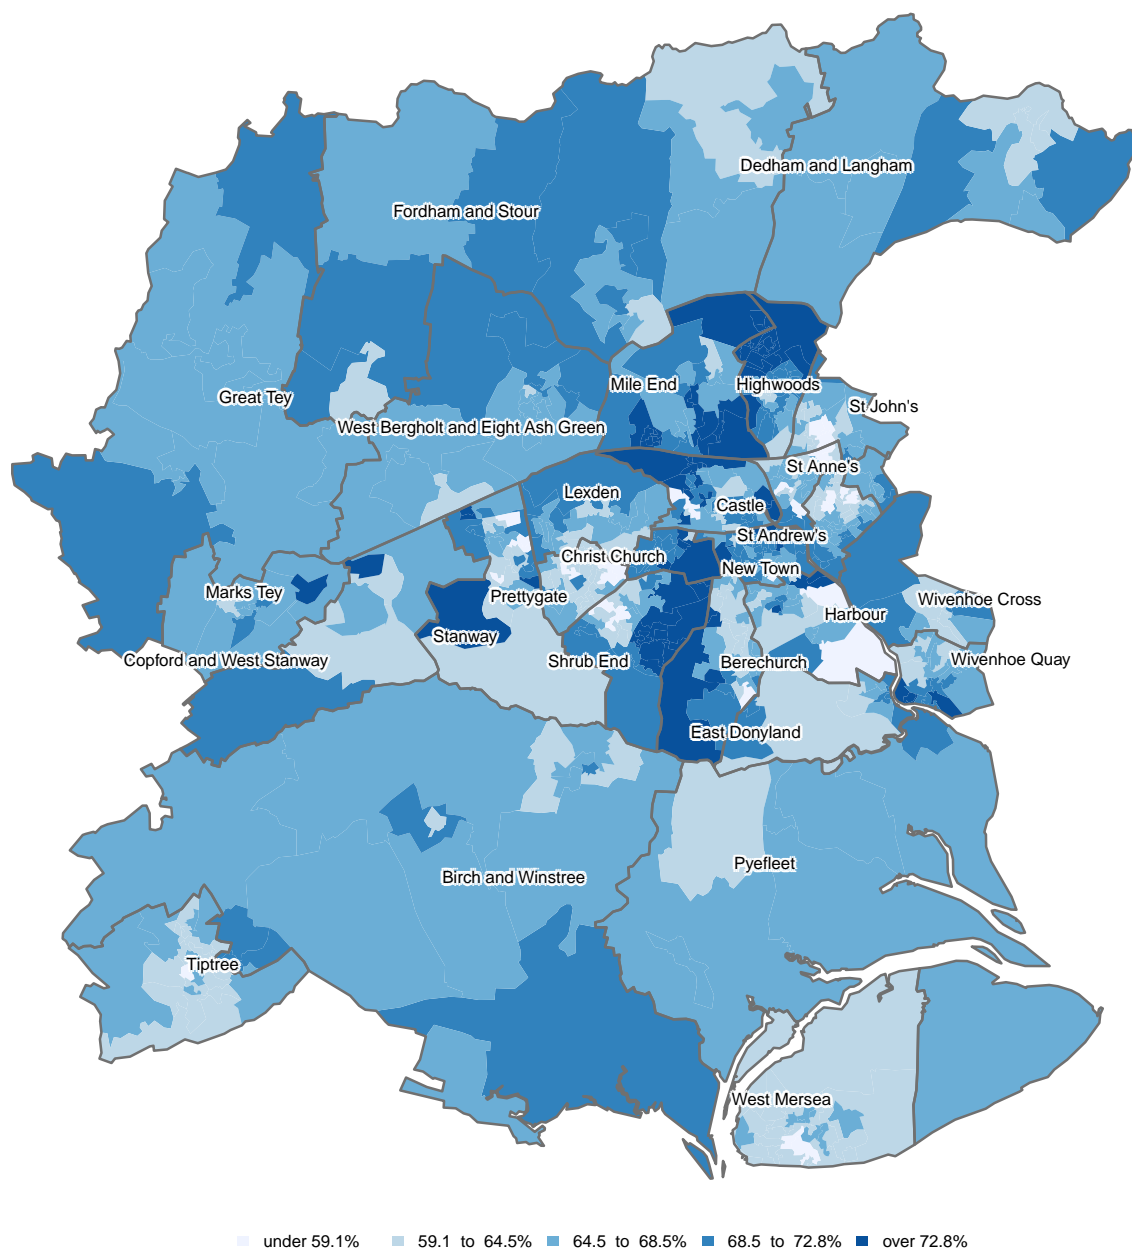 Dedham and Langham
Fordham and Stour
Mile End
Highwoods
Great Tey
St John's
West Bergholt and Eight Ash Green
St Anne's
Lexden
Castle
St Andrew's
Christ Church
New Town
Marks Tey
Prettygate
Wivenhoe Cross
Harbour
Stanway
Copford and West Stanway
Shrub End
Berechurch
Wivenhoe Quay
East Donyland
Pyefleet
Birch and Winstree
Tiptree
West Mersea
under 59.1% 59.1 to 64.5% 64.5 to 68.5% 68.5 to 72.8% over 72.8%